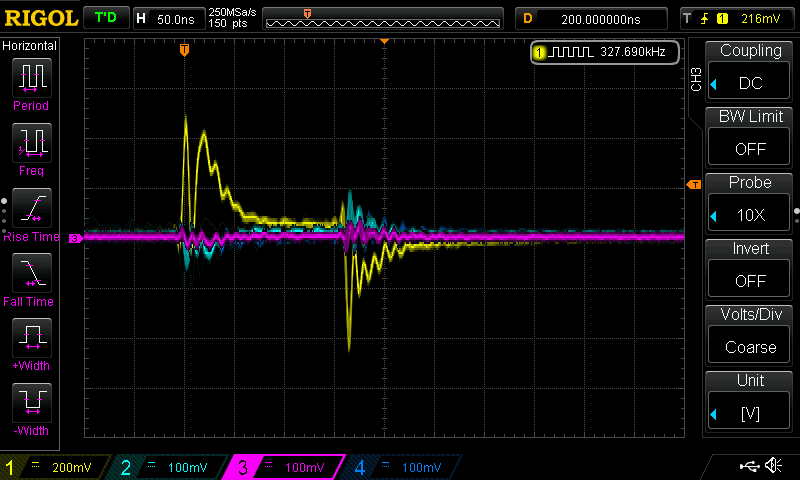 RIGOL T'D H 50.0ns 250MSa/s 150 pts T D 200.000000ns T 1 216mV
Horizontal
Period
Freq
Rise Time
Fall Time
+Width
-Width
T
1 327.690kHz
T
3
CH3
Coupling
DC
BW Limit
OFF
Probe
10X
Invert
OFF
Volts/Div
Coarse
Unit
[V]
1 200mV 2 100mV 3 100mV 4 100mV